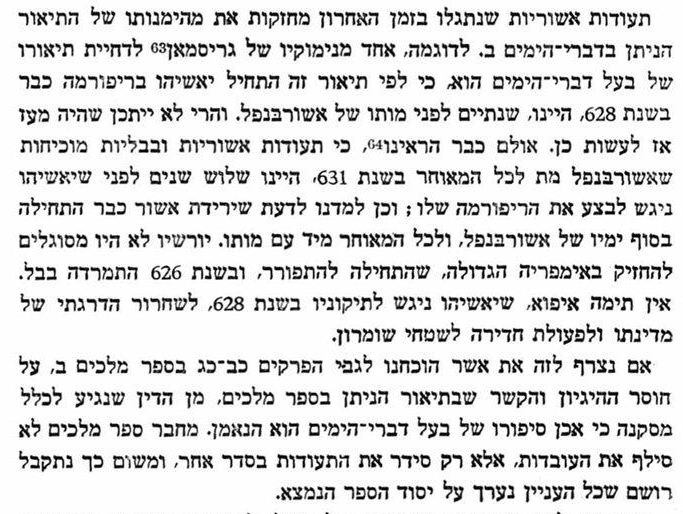 תעודות אשוריות שנתגלו בזמן האחרון מחזקות את מהימנותו של התיאור
הניתן בדברי־הימים ב. לדוגמה, אחד מנימוקיו של גריסמאן63 לדחיית תיאורו
של בעל דברי־הימים הוא, כי לפי תיאור זה התחיל יאשיהו בריפורמה כבר
בשנת 628, היינו, שנתיים לפני מותו של אשורבנפל. והרי לא ייתכן שהיה מעז
אז לעשות כן. אולם כבר הראינו64, כי תעודות אשוריות ובבליות מוכיחות
שאשורבנפל מת לכל המאוחר בשנת 631, היינו שלוש שנים לפני שיאשיהו
ניגש לבצע את הריפורמה שלו; וכן למדנו לדעת שירידת אשור כבר התחילה
בסוף ימיו של אשורבנפל, ולכל המאוחר מיד עם מותו. יורשיו לא היו מסוגלים
להחזיק באימפריה הגדולה, שהתחילה להתפורר, ובשנת 626 התמרדה בבל.
אין תימה איפוא, שיאשיהו ניגש לתיקוניו בשנת 628, לשחרור הדרגתי של
מדינתו ולפעולת חדירה לשטחי שומרון.
אם נצרף לזה את אשר הוכחנו לגבי הפרקים כב־כג בספר מלכים ב, על
חוסר ההיגיון והקשר שבתיאור הניתן בספר מלכים, מן הדין שנגיע לכלל
מסקנה כי אכן סיפורו של בעל דברי־הימים הוא הנאמן. מחבר ספר מלכים לא
סילף את העובדות, אלא רק סידר את התעודות בסדר אחר, ומשום כך נתקבל
רושם שכל העניין נערך על יסוד הספר הנמצא.